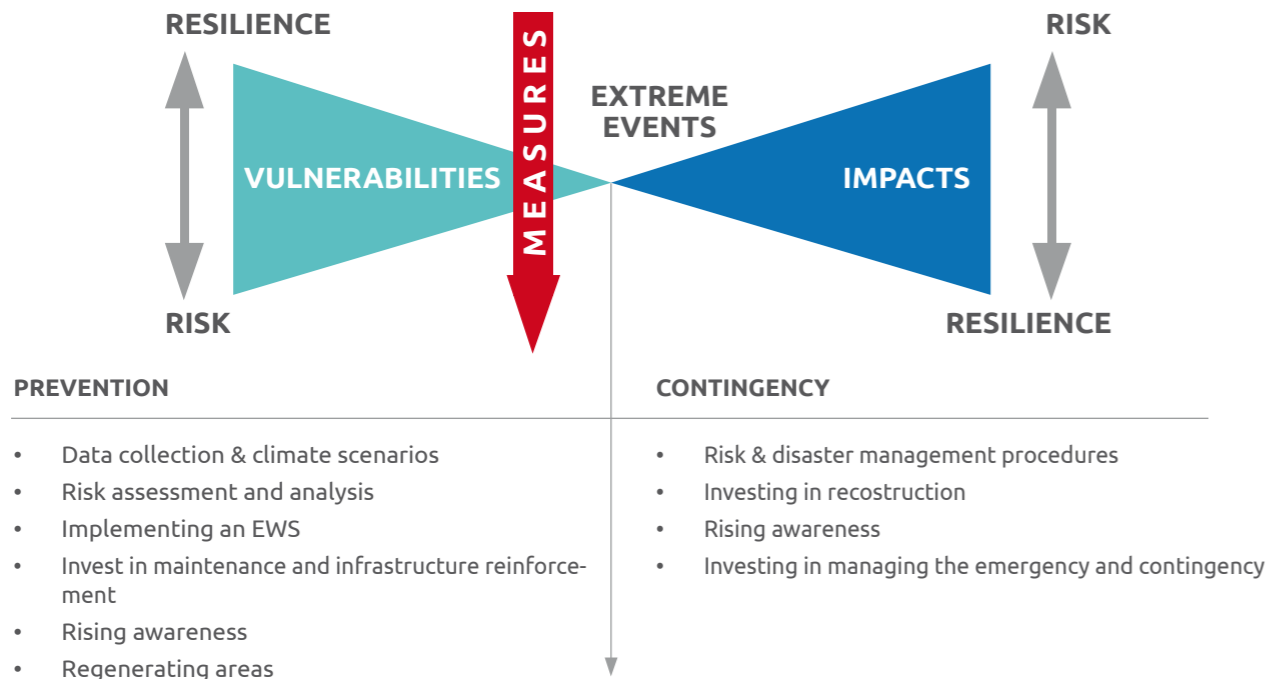 RESILIENCE
RISK
MEASURES
EXTREME
EVENTS
VULNERABILITIES
IMPACTS
RISK
RESILIENCE
PREVENTION
• Data collection & climate scenarios
• Risk assessment and analysis
• Implementing an EWS
• Invest in maintenance and infrastructure reinforce-
ment
• Rising awareness
• Regenerating areas
CONTINGENCY
• Risk & disaster management procedures
• Investing in recostruction
• Rising awareness
• Investing in managing the emergency and contingency